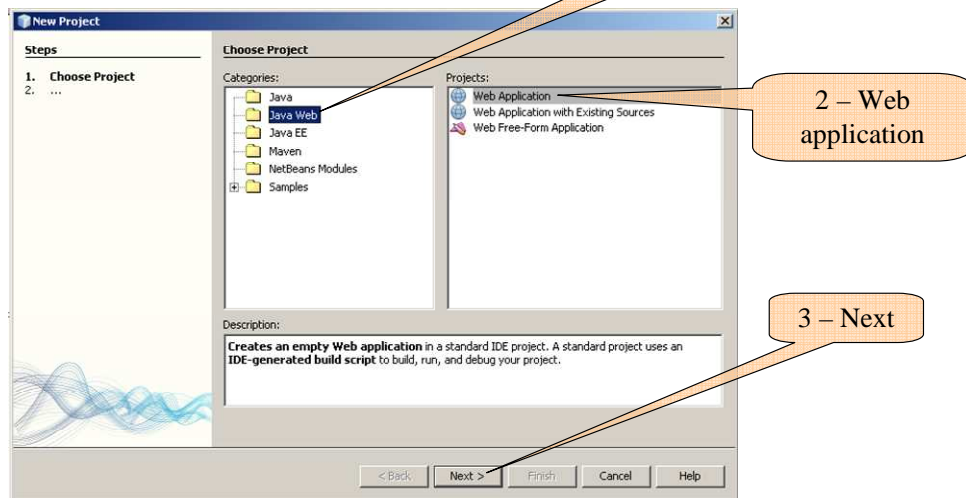 New Project
Steps
1. Choose Project
2. ...
Choose Project
Categories:
Java
Java Web
Java EE
Maven
NetBeans Modules
Samples
Projects:
Web Application
Web Application with Existing Sources
Web Free-Form Application
2 – Web
application
3 – Next
Description:
Creates an empty Web application in a standard IDE project. A standard project uses an
IDE-generated build script to build, run, and debug your project.
< Back
Next >
Finish
Cancel
Help